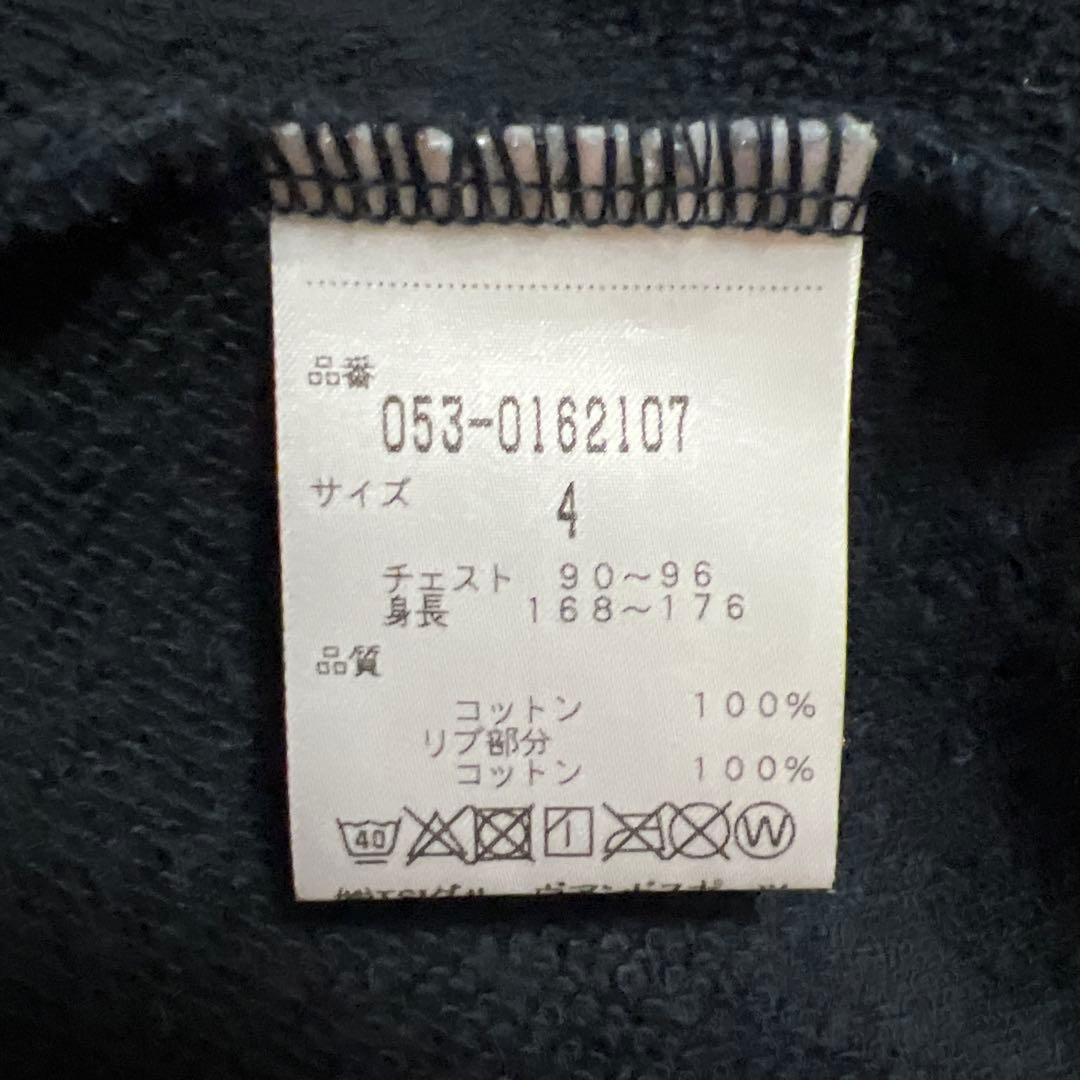 品番
053-0162107
サイズ 4
チェスト 90〜96
身長 168〜176
品質
コットン 100%
リブ部分
コットン 100%
40 W